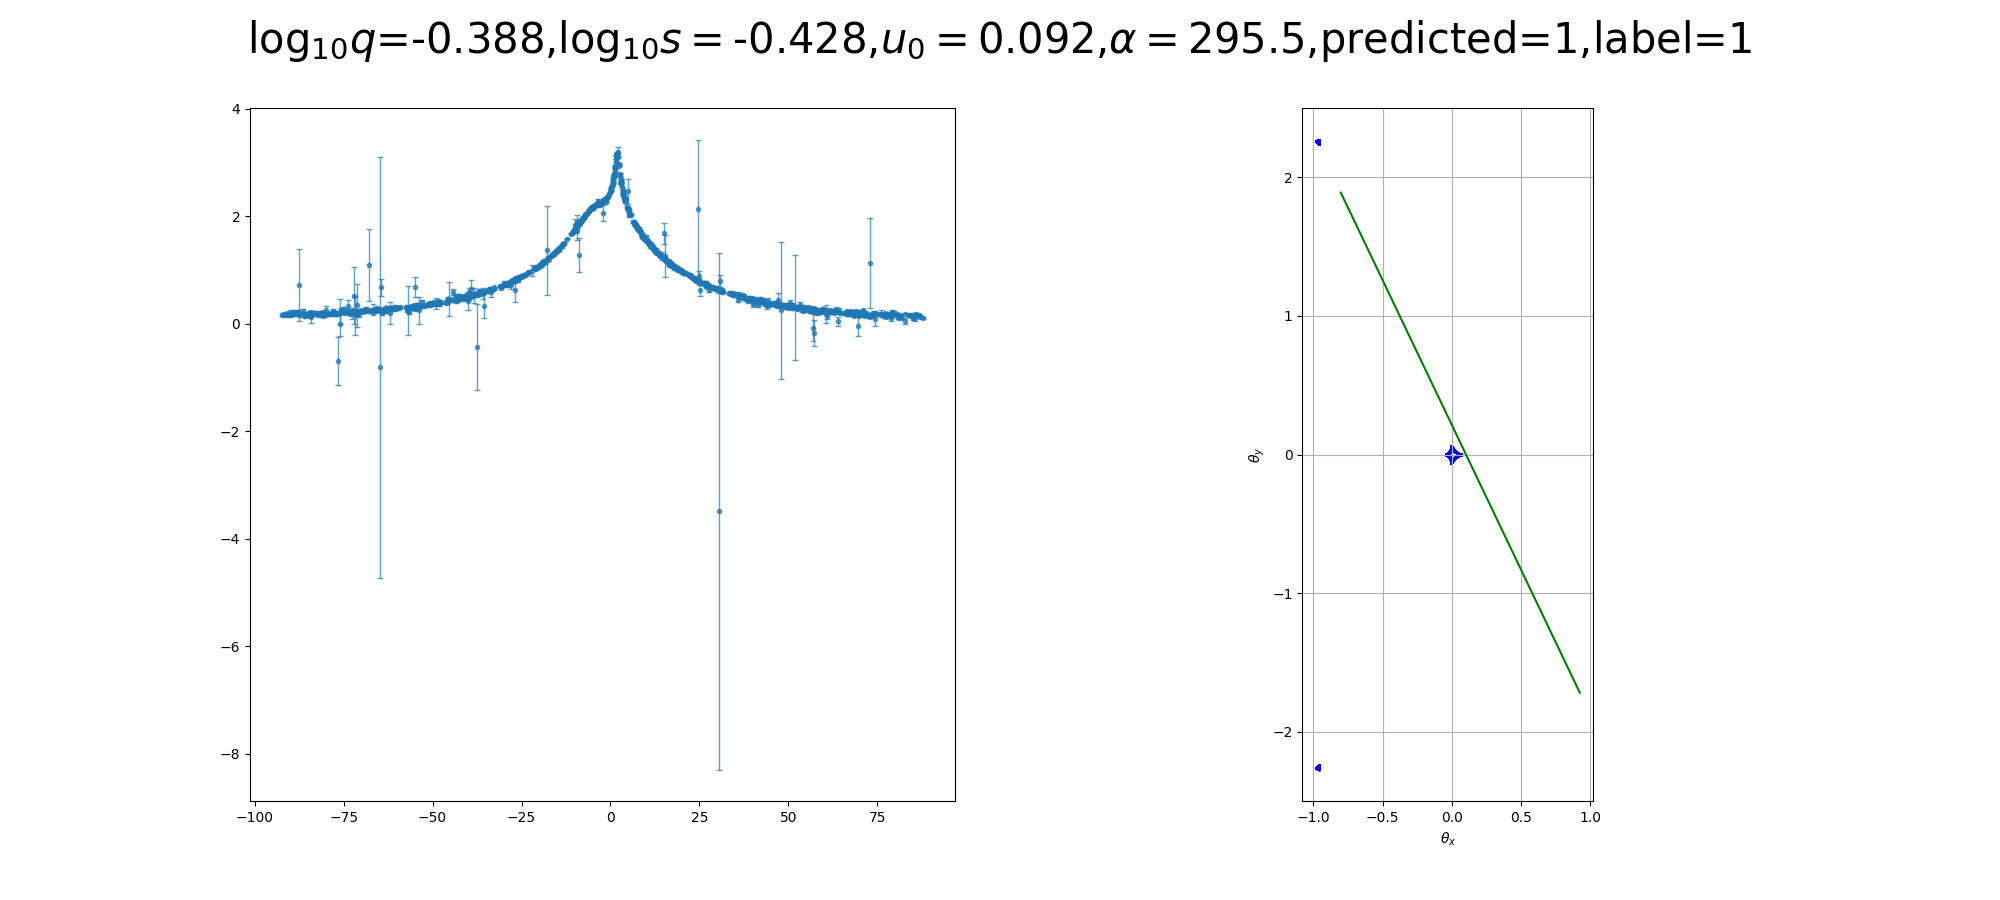 log₁₀q=-0.388,log₁₀s = -0.428,u₀ = 0.092,α = 295.5,predicted=1,label=1
4
2
0
−2
−4
−6
−8
−100 −75 −50 −25 0 25 50 75
2
1
0
−1
−2
θy
−1.0 −0.5 0.0 0.5 1.0
θx